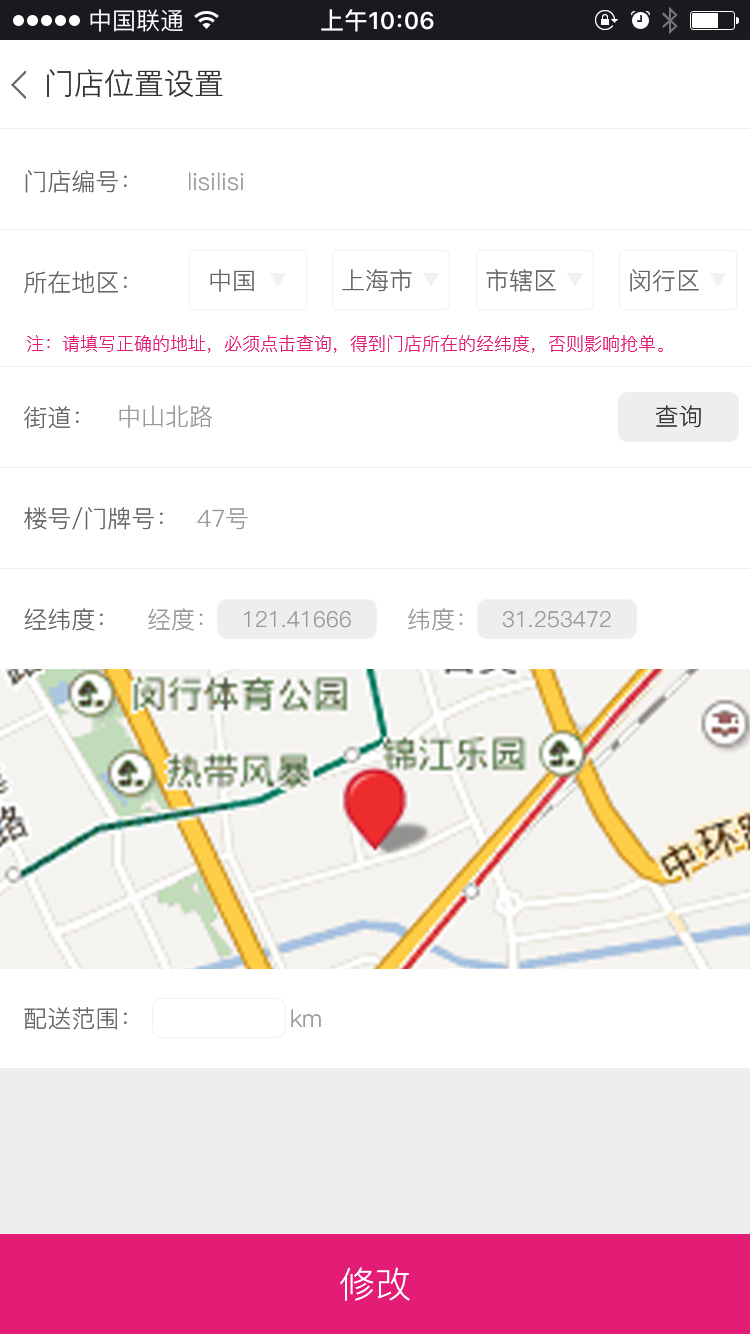 中国联通 上午10:06
门店位置设置
门店编号： lisilisi
所在地区： 中国 上海市 市辖区 闵行区
注：请填写正确的地址，必须点击查询，得到门店所在的经纬度，否则影响抢单。
街道： 中山北路 查询
楼号/门牌号： 47号
经纬度： 经度： 121.41666 纬度： 31.253472
闵行体育公园
锦江乐园
热带风暴
路
中环路
配送范围： km
修改